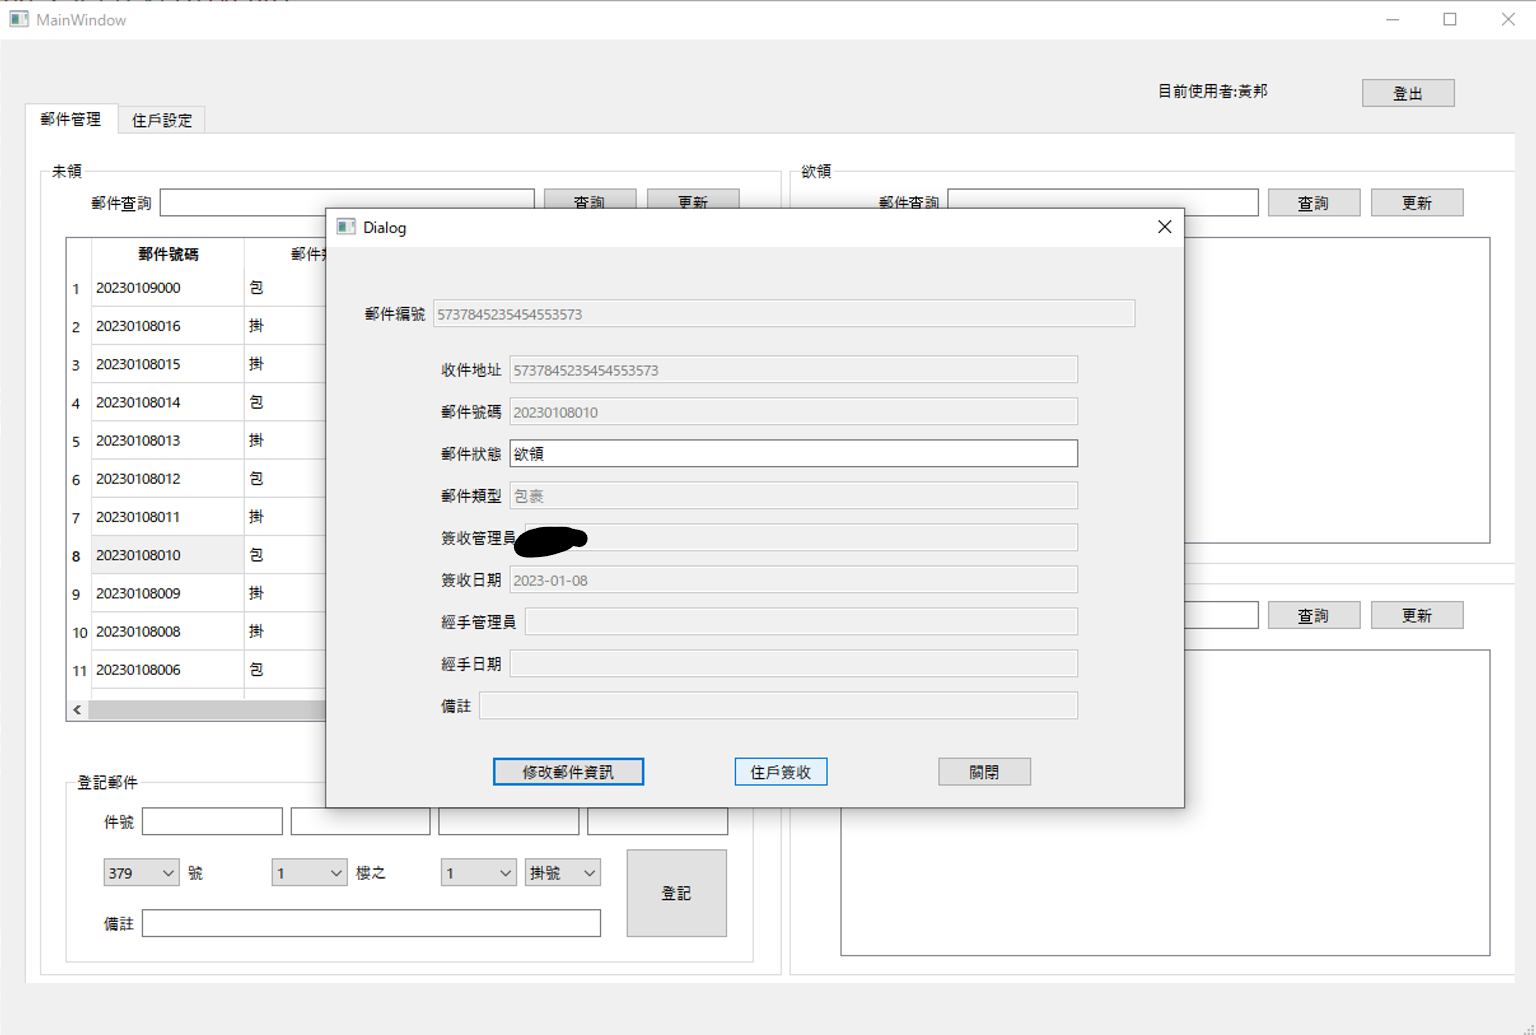 MainWindow
目前使用者:黃邦
登出
郵件管理
住戶設定
未領
郵件查詢
查詢
更新
欲領
郵件查詢
查詢
更新
郵件號碼
郵件
1 20230109000 包
2 20230108016 掛
3 20230108015 掛
4 20230108014 包
5 20230108013 掛
6 20230108012 包
7 20230108011 掛
8 20230108010 包
9 20230108009 掛
10 20230108008 掛
11 20230108006 包
Dialog
郵件編號 5737845235454553573
收件地址 5737845235454553573
郵件號碼 20230108010
郵件狀態 欲領
郵件類型 包裹
簽收管理員
簽收日期 2023-01-08
經手管理員
經手日期
備註
修改郵件資訊
住戶簽收
關閉
查詢
更新
登記郵件
件號
379 號 1 樓之 1 掛號
登記
備註